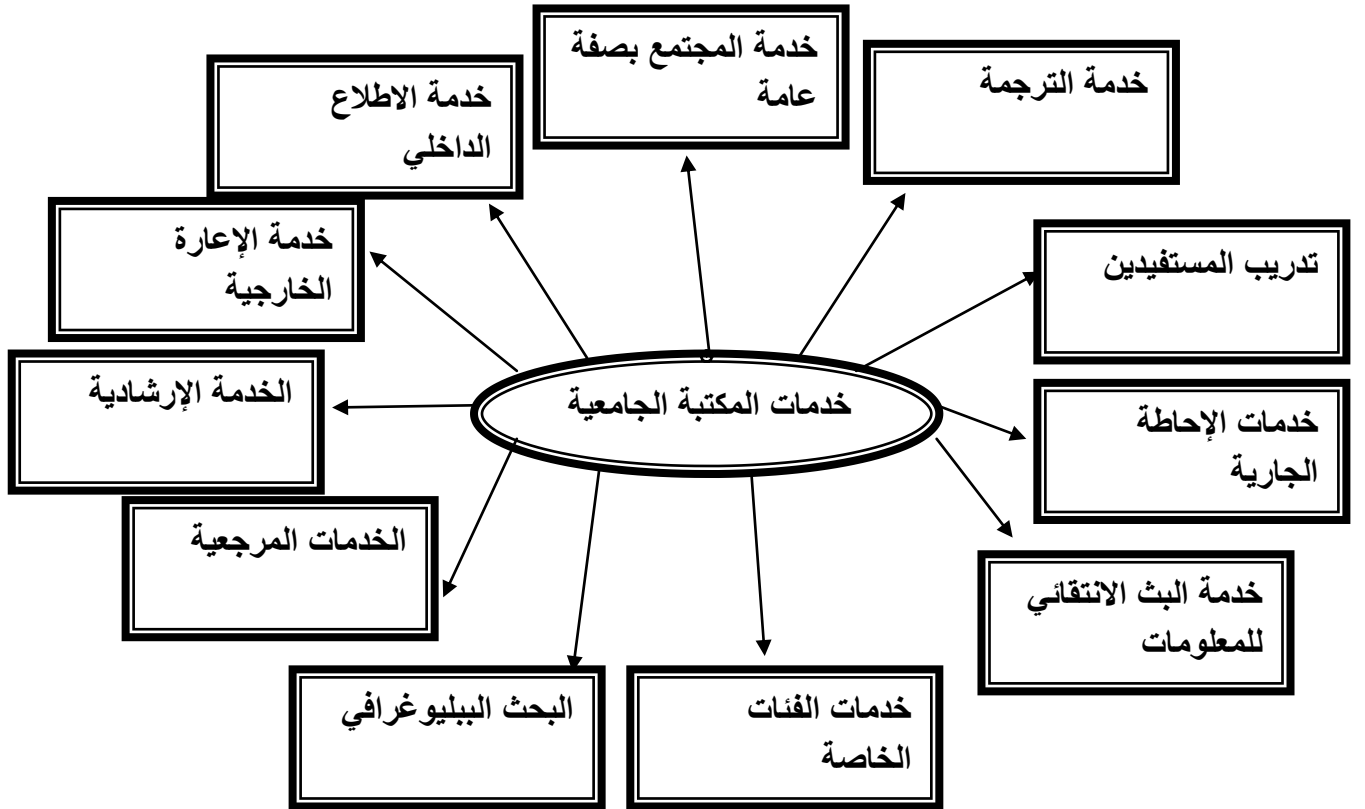 خدمة المجتمع بصفة
عامة
خدمة الترجمة
خدمة الاطلاع
الداخلي
تدريب المستفيدين
خدمة الإعارة
الخارجية
خدمات المكتبة الجامعية
خدمات الإحاطة
الجارية
الخدمة الإرشادية
الخدمات المرجعية
خدمة البث الانتقائي
للمعلومات
خدمات الفئات
الخاصة
البحث الببليوغرافي